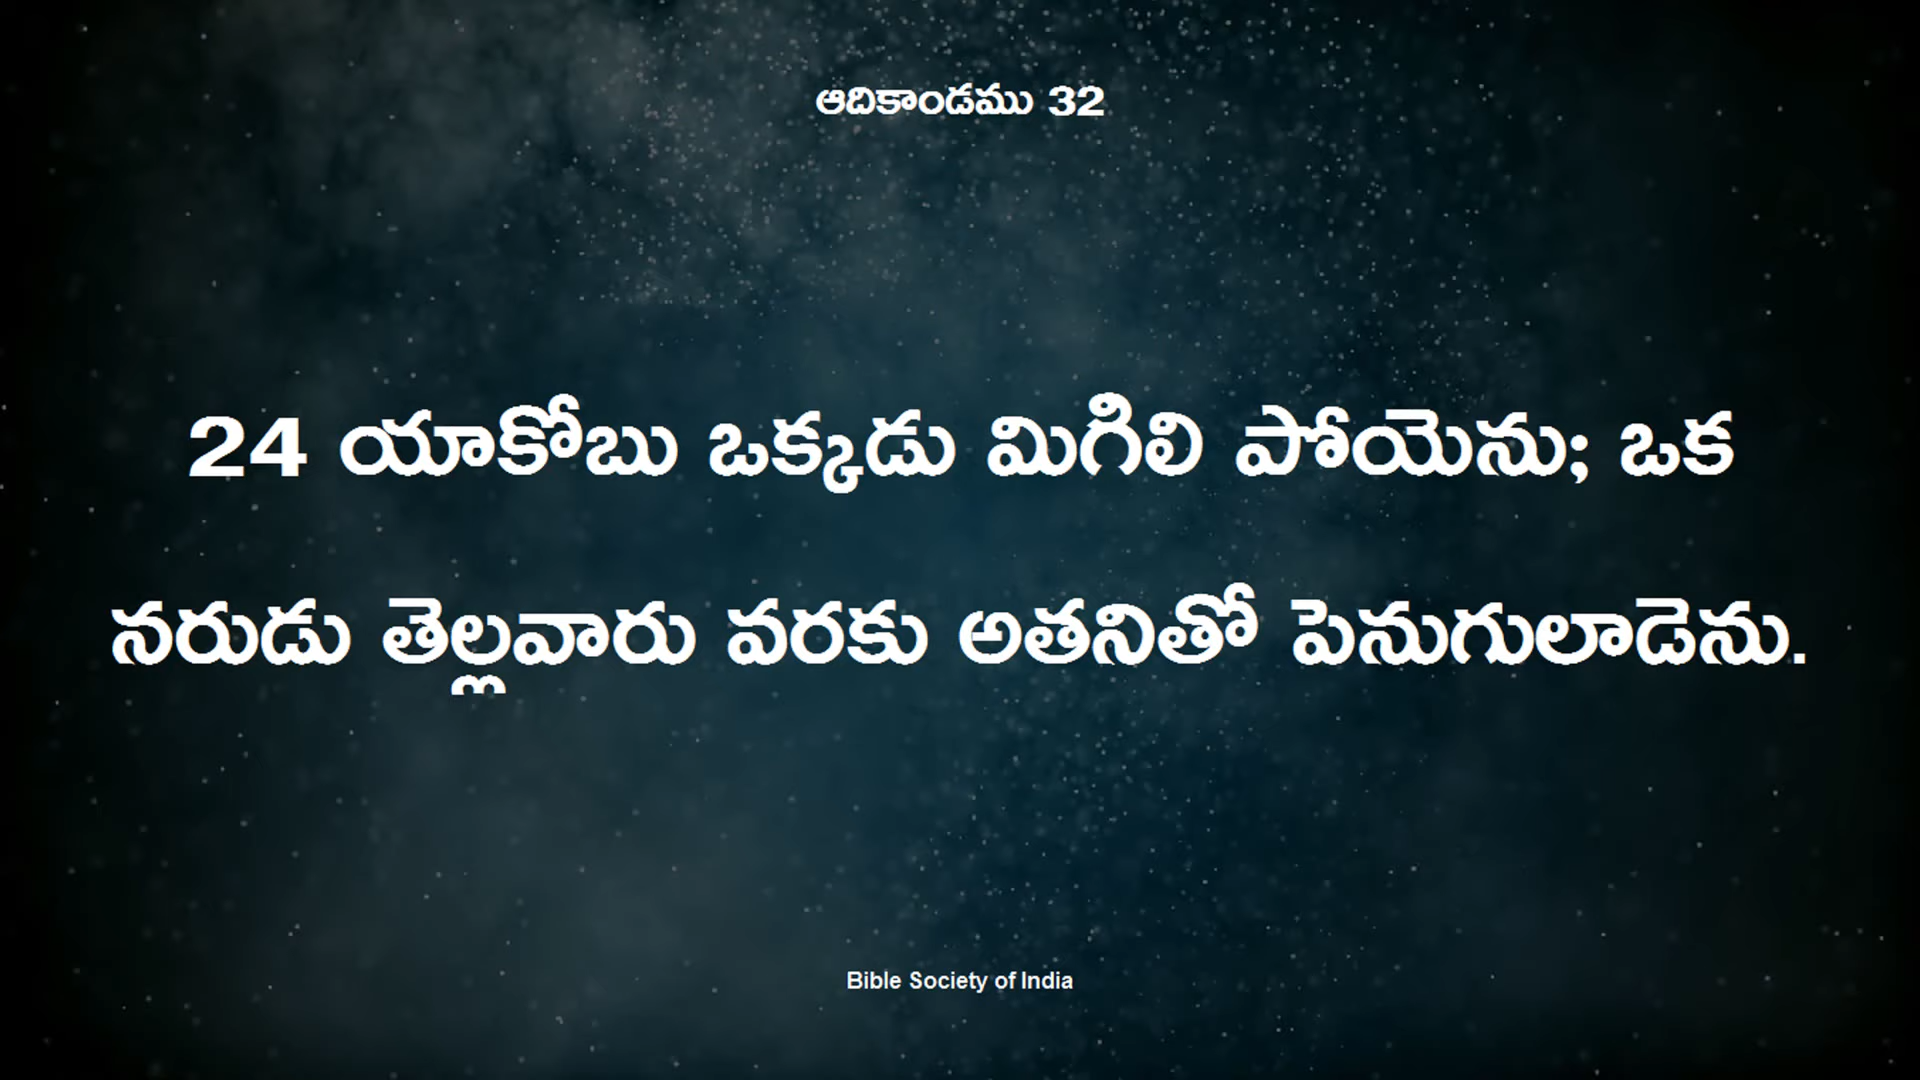 ఆదికాండము 32
24 యాకోబు ఒక్కడు మిగిలి పోయెను; ఒక
నరుడు తెల్లవారు వరకు అతనితో పెనుగులాడెను.
Bible Society of India